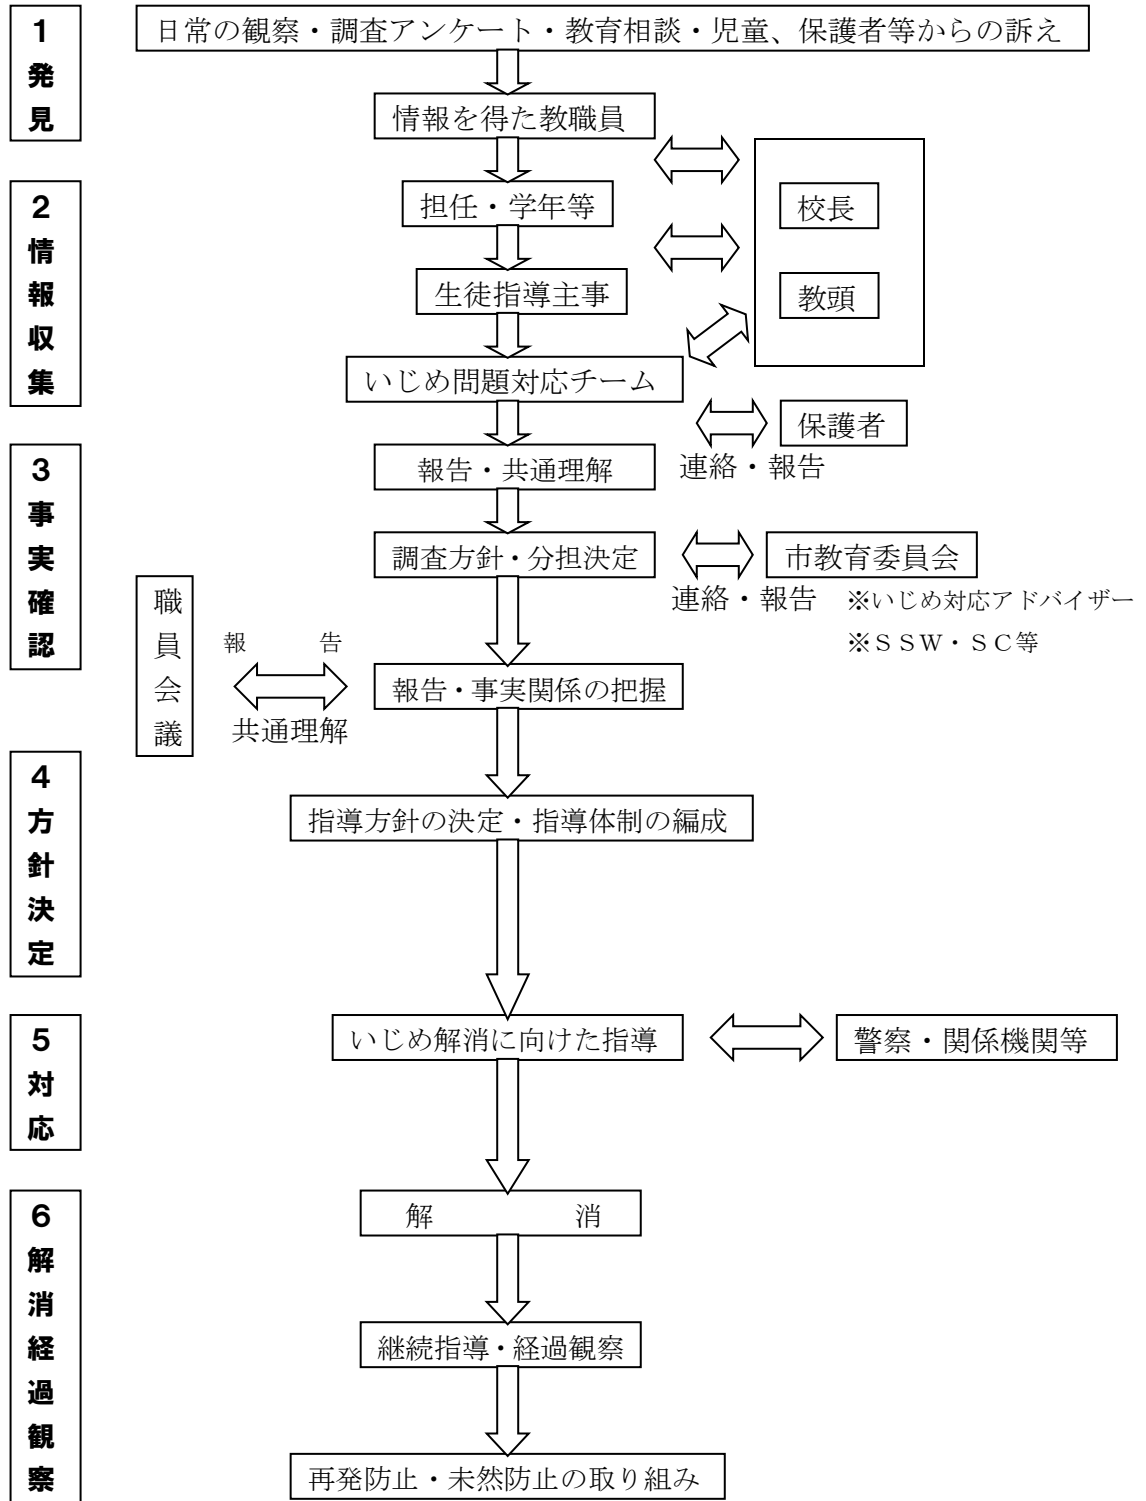 1 発見
日常の観察・調査アンケート・教育相談・児童、保護者等からの訴え
情報を得た教職員
2 情報収集
担任・学年等
校長
生徒指導主事
教頭
いじめ問題対応チーム
保護者
連絡・報告
3 事実確認
報告・共通理解
調査方針・分担決定
市教育委員会
連絡・報告
※いじめ対応アドバイザー
※ＳＳＷ・ＳＣ等
職員会議
報告
共通理解
報告・事実関係の把握
4 方針決定
指導方針の決定・指導体制の編成
5 対応
いじめ解消に向けた指導
警察・関係機関等
6 解消経過観察
解消
継続指導・経過観察
再発防止・未然防止の取り組み